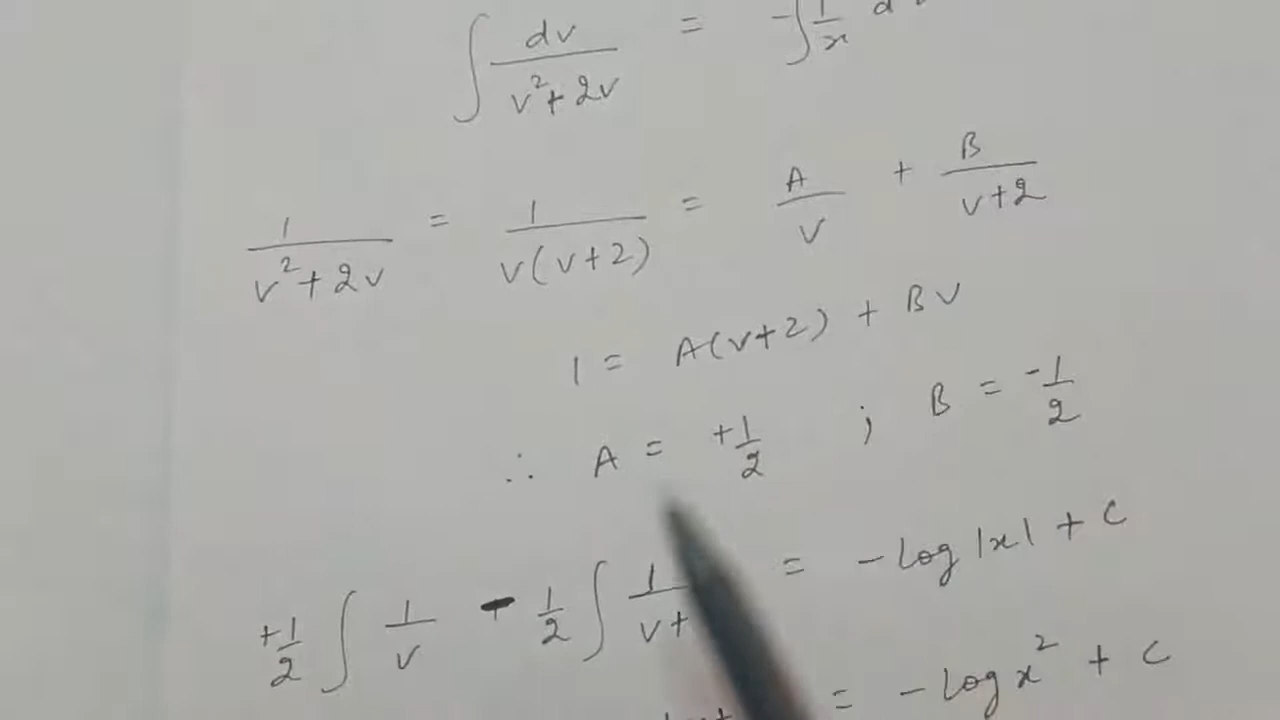 ∫ dv/(v² + 2v) = -∫ 1/x
1/(v² + 2v) = 1/(v(v+2)) = A/v + B/(v+2)
1 = A(v+2) + Bv
∴ A = +1/2 ; B = -1/2
+1/2 ∫ 1/v - 1/2 ∫ 1/(v+ = -log|x| + c
= -log x² + c